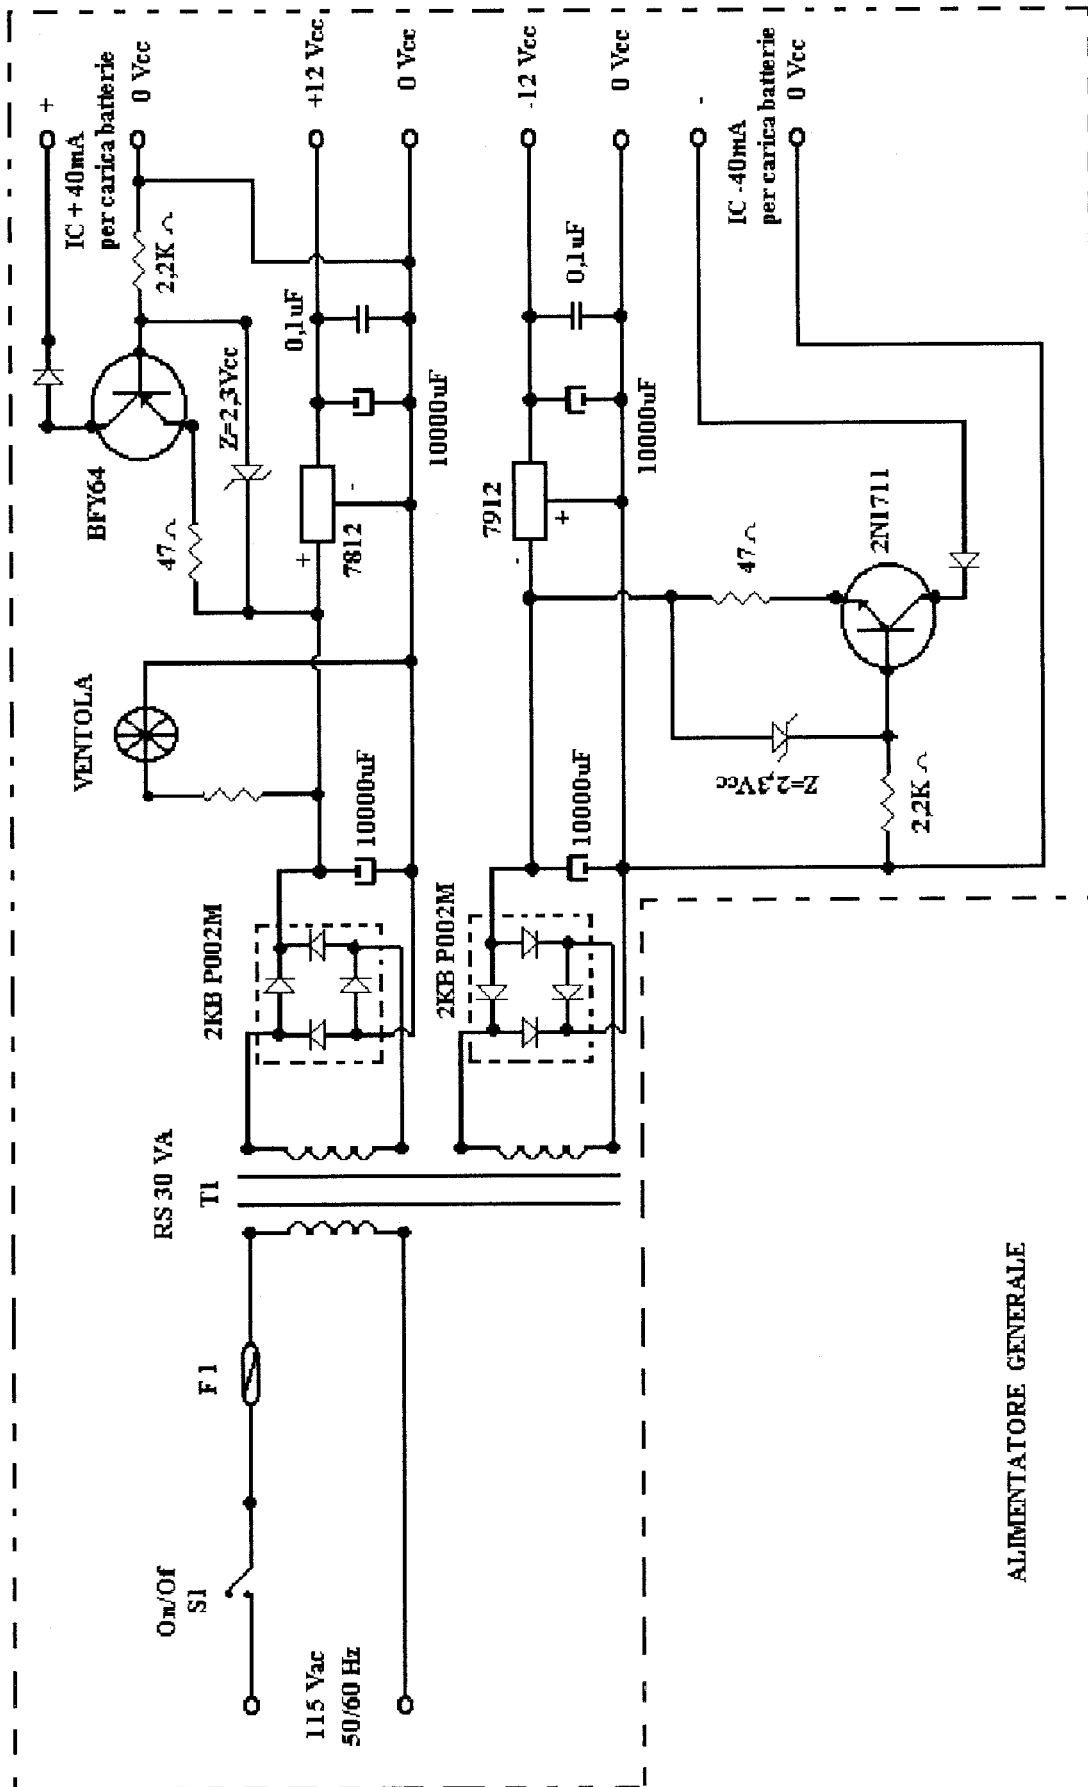 On/Of
S1
115 Vac
50/60 Hz
F1
RS 30 VA
T1
2KB P002M
2KB P002M
10000uF
10000uF
VENTOLA
47
BFY64
Z=2,3Vcc
+
-
7812
2,2K
0,1uF
10000uF
+
IC + 40mA
per carica batterie
0 Vcc
+12 Vcc
0 Vcc
-
+
7912
0,1uF
10000uF
-12 Vcc
0 Vcc
Z=2,3Vcc
2,2K
47
2N1711
-
IC -40mA
per carica batterie
0 Vcc
ALIMENTATORE GENERALE